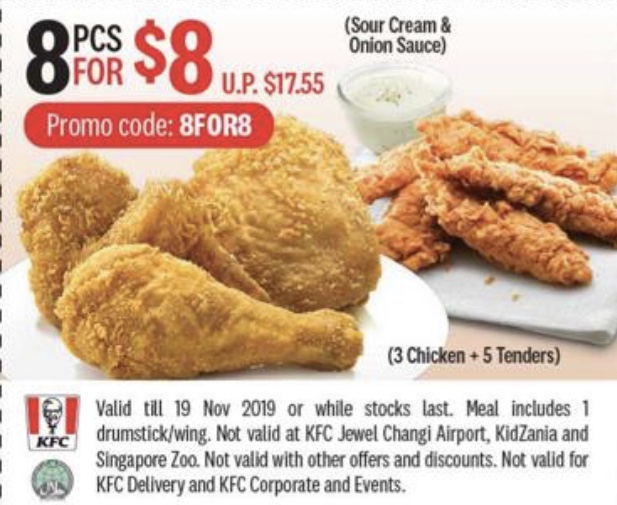 8 PCS FOR $8 U.P. $17.55
Promo code: 8FOR8
(Sour Cream &
Onion Sauce)
(3 Chicken + 5 Tenders)
KFC
Valid till 19 Nov 2019 or while stocks last. Meal includes 1
drumstick/wing. Not valid at KFC Jewel Changi Airport, KidZania and
Singapore Zoo. Not valid with other offers and discounts. Not valid for
KFC Delivery and KFC Corporate and Events.